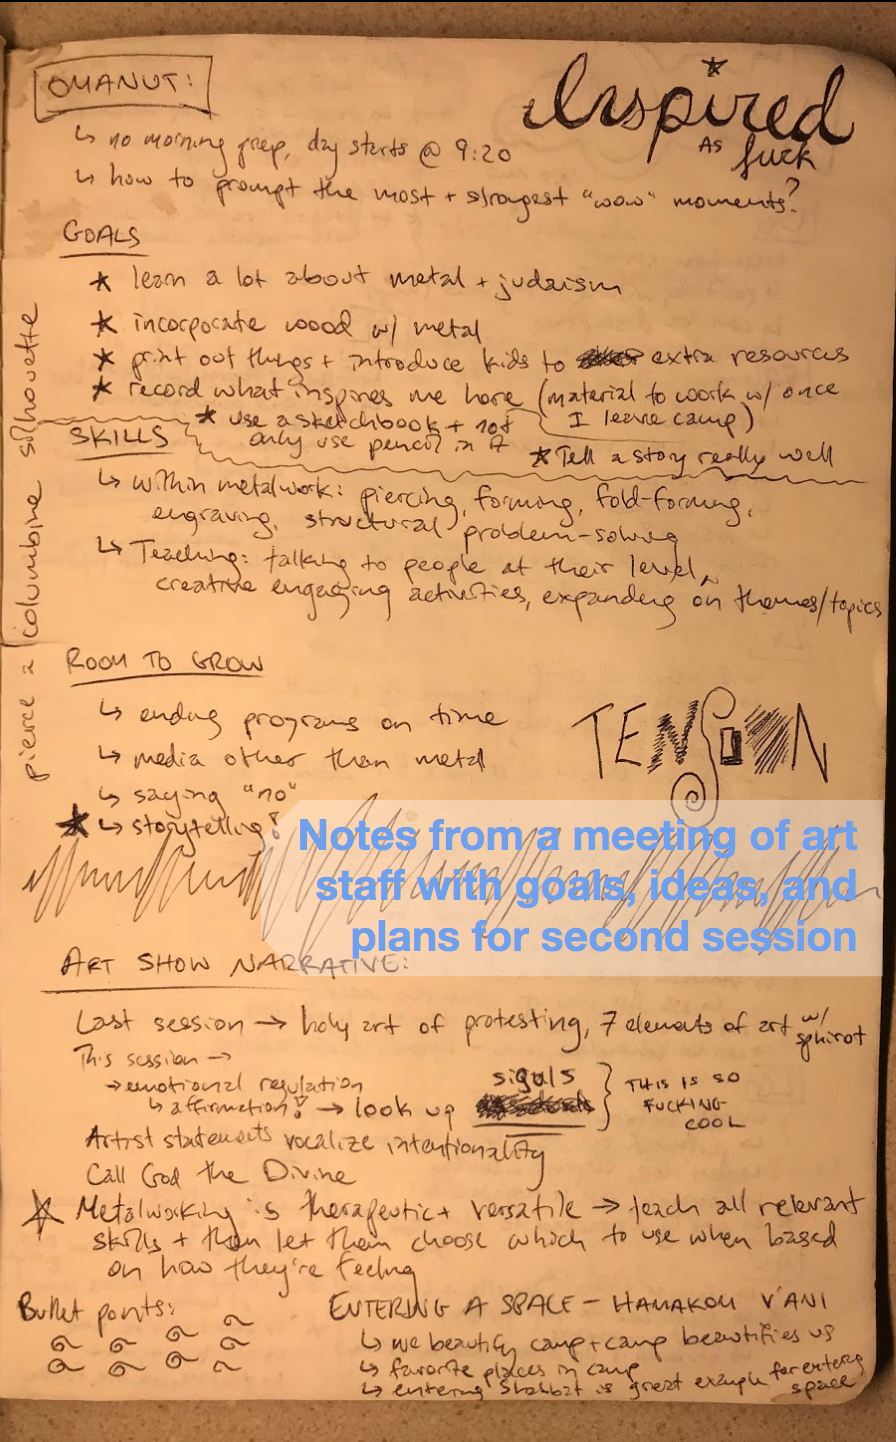 OMANUT:
Inspired
As fuck
↳ no morning prep, day starts @ 9:20
↳ how to prompt the most + strongest "wow" moments?
GOALS
★ learn a lot about metal + judaism
★ incorporate wood w/ metal
★ print out things + introduce kids to extra resources
★ record what inspires me here (material to work w/ once
I leave camp)
★ use a sketchbook + not
only use pencil in it
★ Tell a story really well
pierce a columbine silhouette
SKILLS
↳ Within metalwork: piercing, forming, fold-forming,
engraving, structural problem-solving
↳ Teaching: talking to people at their level,
creative engaging activities, expanding on themes/topics
ROOM TO GROW
↳ ending programs on time
↳ media other than metal
↳ saying "no"
★ ↳ storytelling!
TENSION
Notes from a meeting of art
staff with goals, ideas, and
plans for second session
ART SHOW NARRATIVE:
Last session → holy art of protesting, 7 elements of art w/
sphirot
This session →
→ emotional regulation
↳ affirmation! → look up sigals
THIS IS SO
FUCKING
COOL
Artist statements vocalize intentionality
Call God the Divine
☆ Metalworking is therapeutic + versatile → teach all relevant
skills + then let them choose which to use when based
on how they're feeling
Bullet points:
ENTERING A SPACE - HAMAKOM V'ANI
↳ we beautify camp + camp beautifies us
↳ favorite places in camp
↳ entering Shabbat is great example for entering
space